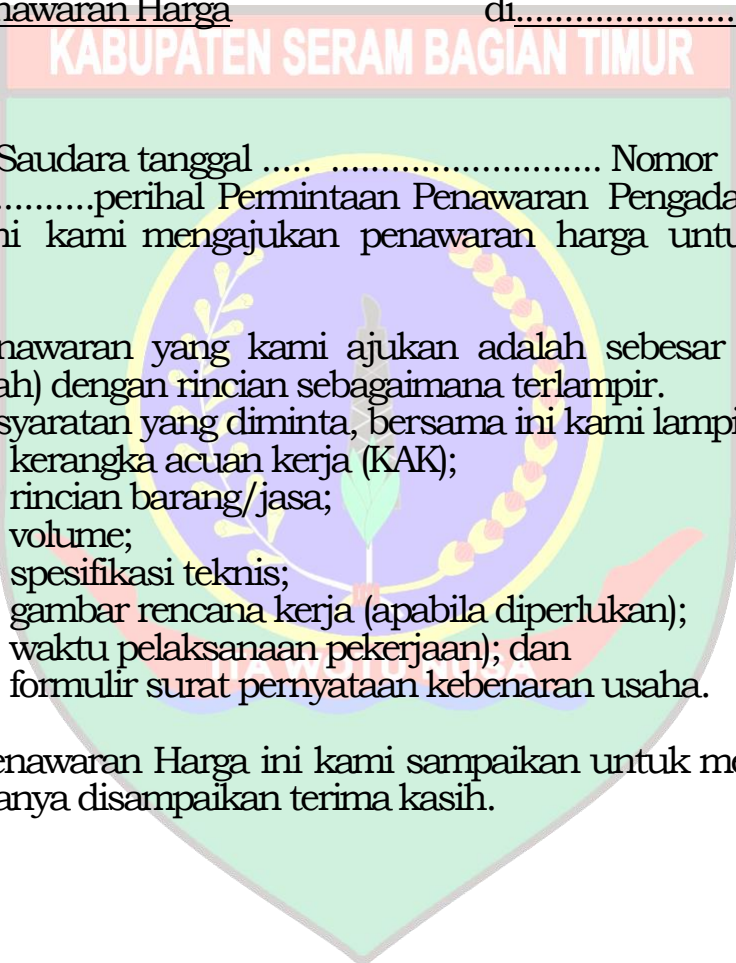 nawaran Harga di..........................
KABUPATEN SERAM BAGIAN TIMUR
Saudara tanggal ..... ........................... Nomor
...........perihal Permintaan Penawaran Pengada
ni kami mengajukan penawaran harga untu
nawaran yang kami ajukan adalah sebesar
ah) dengan rincian sebagaimana terlampir.
syaratan yang diminta, bersama ini kami lampi
kerangka acuan kerja (KAK);
rincian barang/jasa;
volume;
spesifikasi teknis;
gambar rencana kerja (apabila diperlukan);
waktu pelaksanaan pekerjaan); dan
ITA WOTU NUSA
formulir surat pernyataan kebenaran usaha.
enawaran Harga ini kami sampaikan untuk me
anya disampaikan terima kasih.